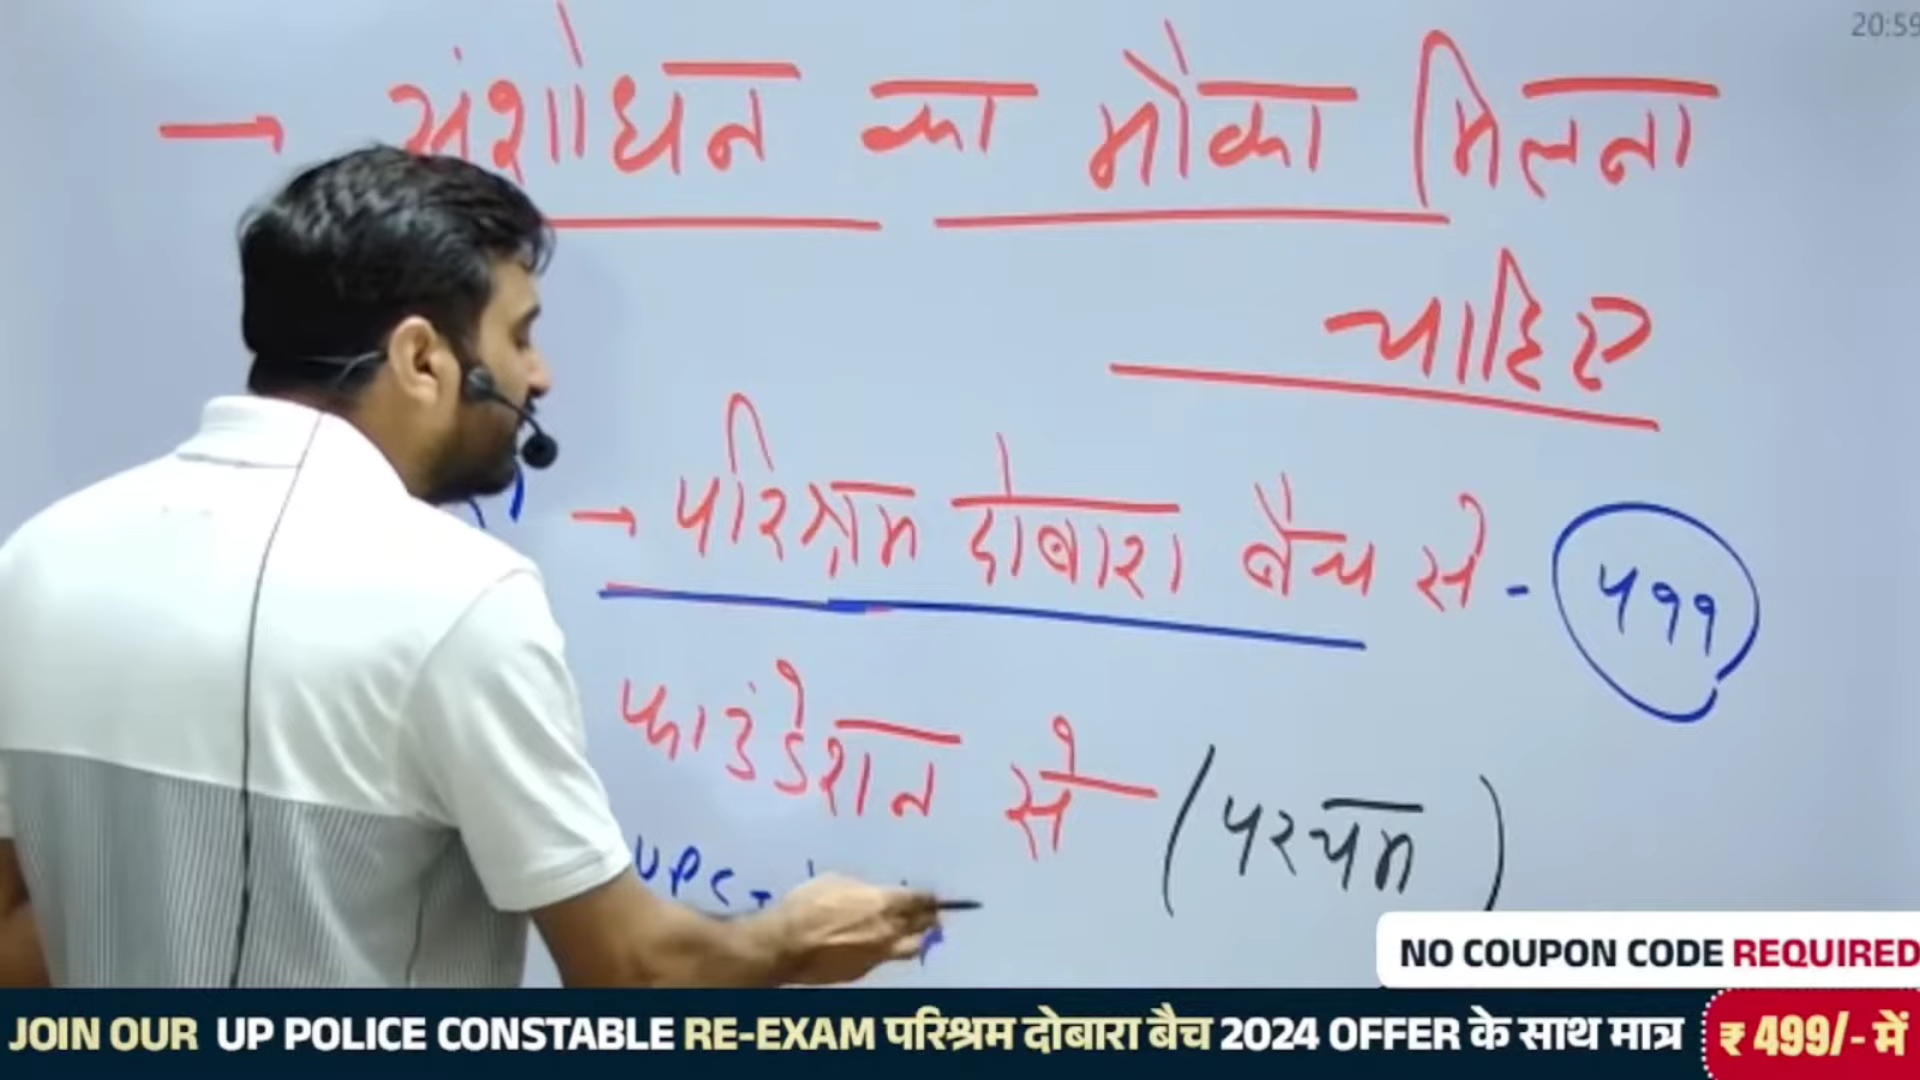 20:59
→ संशोधन का मौका मिलना
चाहिए
→ परिश्रम दोबारा बैच से - 499
फाउंडेशन से (परचम)
UPC-
NO COUPON CODE REQUIRED
JOIN OUR UP POLICE CONSTABLE RE-EXAM परिश्रम दोबारा बैच 2024 OFFER के साथ मात्र ₹ 499/- में